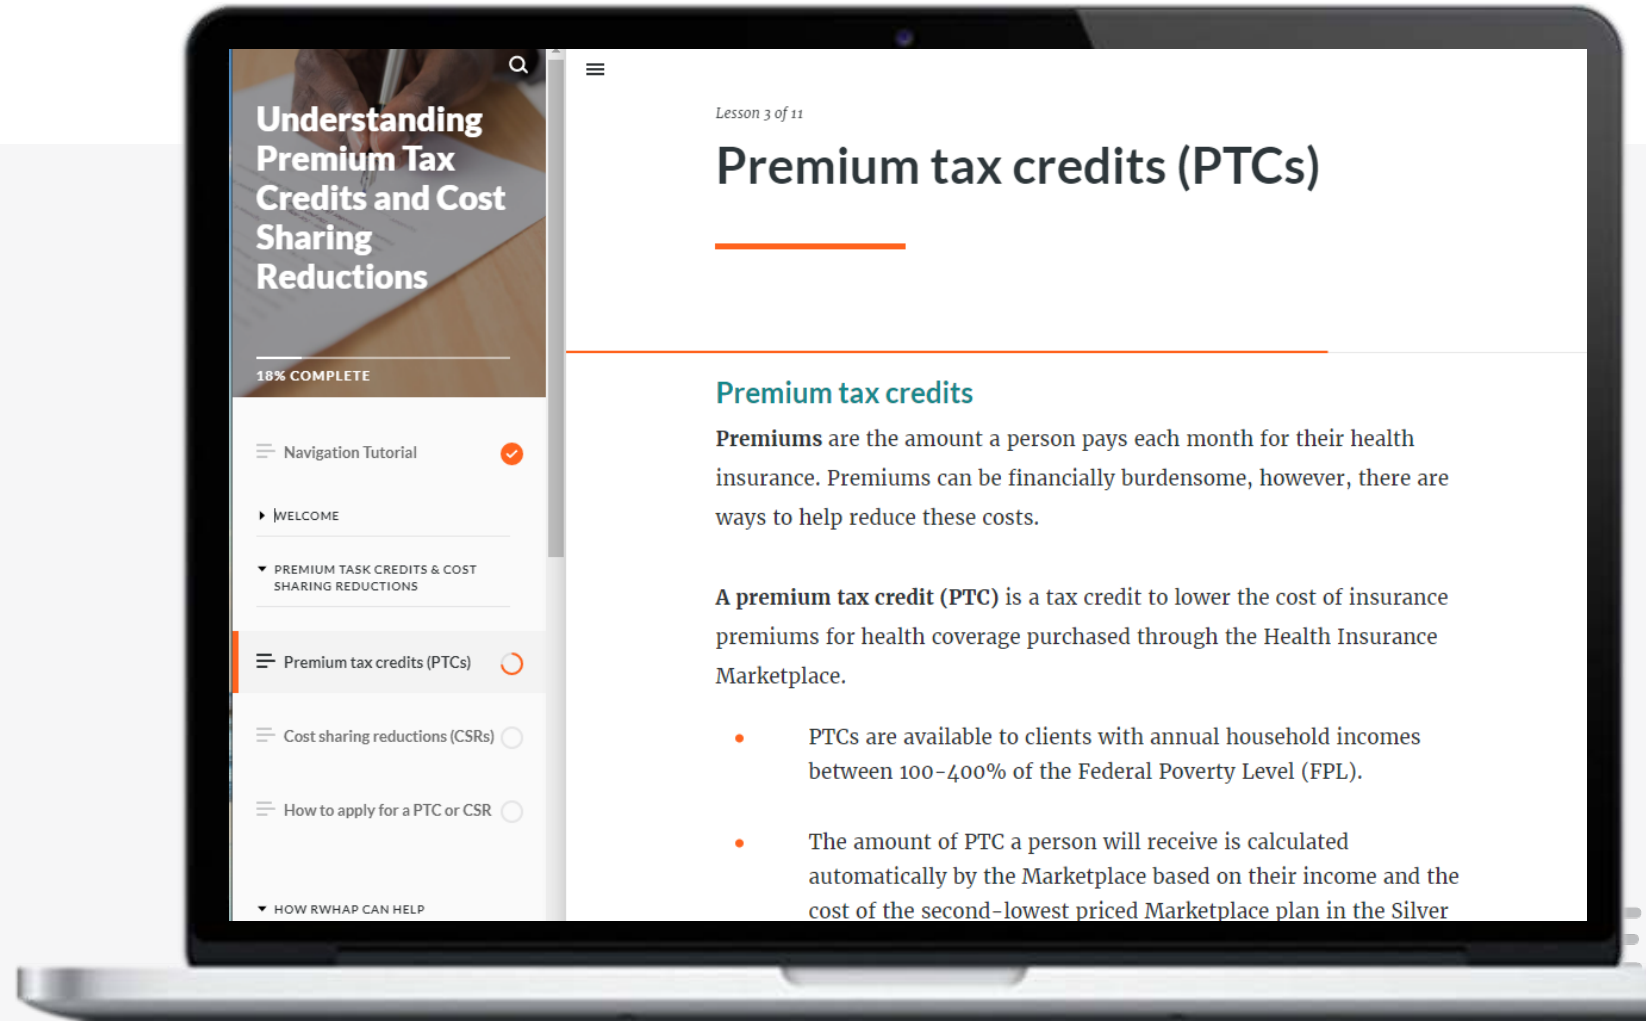 Understanding
Premium Tax
Credits and Cost
Sharing
Reductions
18% COMPLETE
Navigation Tutorial
WELCOME
PREMIUM TASK CREDITS & COST
SHARING REDUCTIONS
Premium tax credits (PTCs)
Cost sharing reductions (CSRs)
How to apply for a PTC or CSR
HOW RWHAP CAN HELP
Lesson 3 of 11
Premium tax credits (PTCs)
Premium tax credits
Premiums are the amount a person pays each month for their health
insurance. Premiums can be financially burdensome, however, there are
ways to help reduce these costs.
A premium tax credit (PTC) is a tax credit to lower the cost of insurance
premiums for health coverage purchased through the Health Insurance
Marketplace.
PTCs are available to clients with annual household incomes
between 100-400% of the Federal Poverty Level (FPL).
The amount of PTC a person will receive is calculated
automatically by the Marketplace based on their income and the
cost of the second-lowest priced Marketplace plan in the Silver